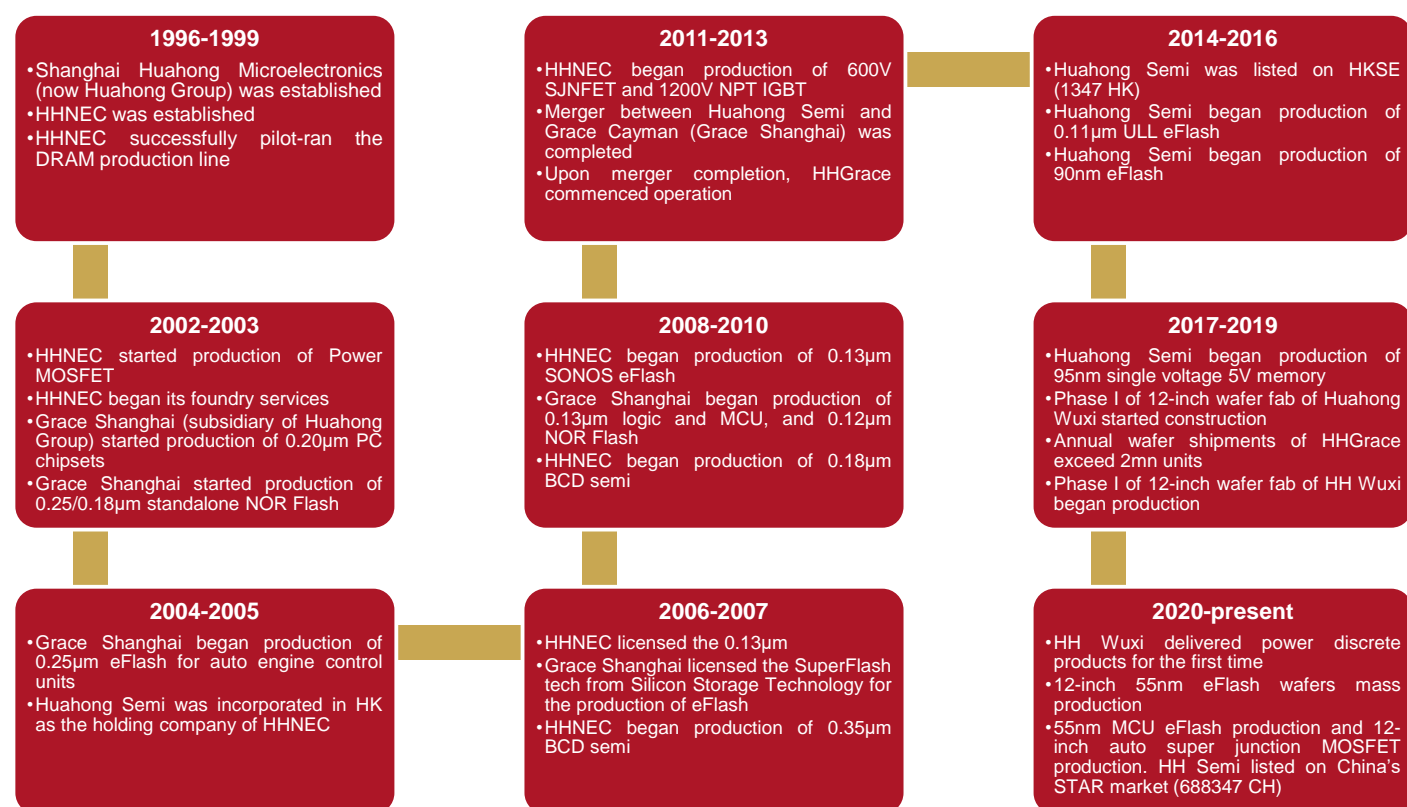 1996-1999
•Shanghai Huahong Microelectronics
(now Huahong Group) was established
•HHNEC was established
•HHNEC successfully pilot-ran the
DRAM production line
2002-2003
•HHNEC started production of Power
MOSFET
•HHNEC began its foundry services
•Grace Shanghai (subsidiary of Huahong
Group) started production of 0.20µm PC
chipsets
•Grace Shanghai started production of
0.25/0.18µm standalone NOR Flash
2004-2005
•Grace Shanghai began production of
0.25µm eFlash for auto engine control
units
•Huahong Semi was incorporated in HK
as the holding company of HHNEC
2006-2007
•HHNEC licensed the 0.13µm
•Grace Shanghai licensed the SuperFlash
tech from Silicon Storage Technology for
the production of eFlash
•HHNEC began production of 0.35µm
BCD semi
2008-2010
•HHNEC began production of 0.13µm
SONOS eFlash
•Grace Shanghai began production of
0.13µm logic and MCU, and 0.12µm
NOR Flash
•HHNEC began production of 0.18µm
BCD semi
2011-2013
•HHNEC began production of 600V
SJNFET and 1200V NPT IGBT
•Merger between Huahong Semi and
Grace Cayman (Grace Shanghai) was
completed
•Upon merger completion, HHGrace
commenced operation
2014-2016
•Huahong Semi was listed on HKSE
(1347 HK)
•Huahong Semi began production of
0.11µm ULL eFlash
•Huahong Semi began production of
90nm eFlash
2017-2019
•Huahong Semi began production of
95nm single voltage 5V memory
•Phase I of 12-inch wafer fab of Huahong
Wuxi started construction
•Annual wafer shipments of HHGrace
exceed 2mn units
•Phase I of 12-inch wafer fab of HH Wuxi
began production
2020-present
•HH Wuxi delivered power discrete
products for the first time
•12-inch 55nm eFlash wafers mass
production
•55nm MCU eFlash production and 12-
inch auto super junction MOSFET
production. HH Semi listed on China’s
STAR market (688347 CH)